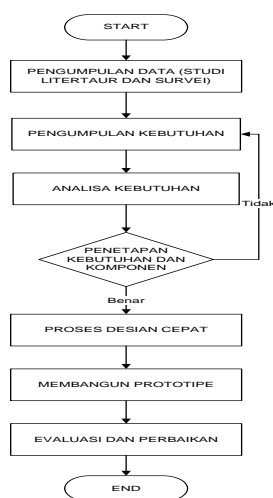 START
PENGUMPULAN DATA (STUDI
LITERTAUR DAN SURVEI)
PENGUMPULAN KEBUTUHAN
ANALISA KEBUTUHAN
Tidak
PENETAPAN
KEBUTUHAN DAN
KOMPONEN
Benar
PROSES DESIAN CEPAT
MEMBANGUN PROTOTIPE
EVALUASI DAN PERBAIKAN
END